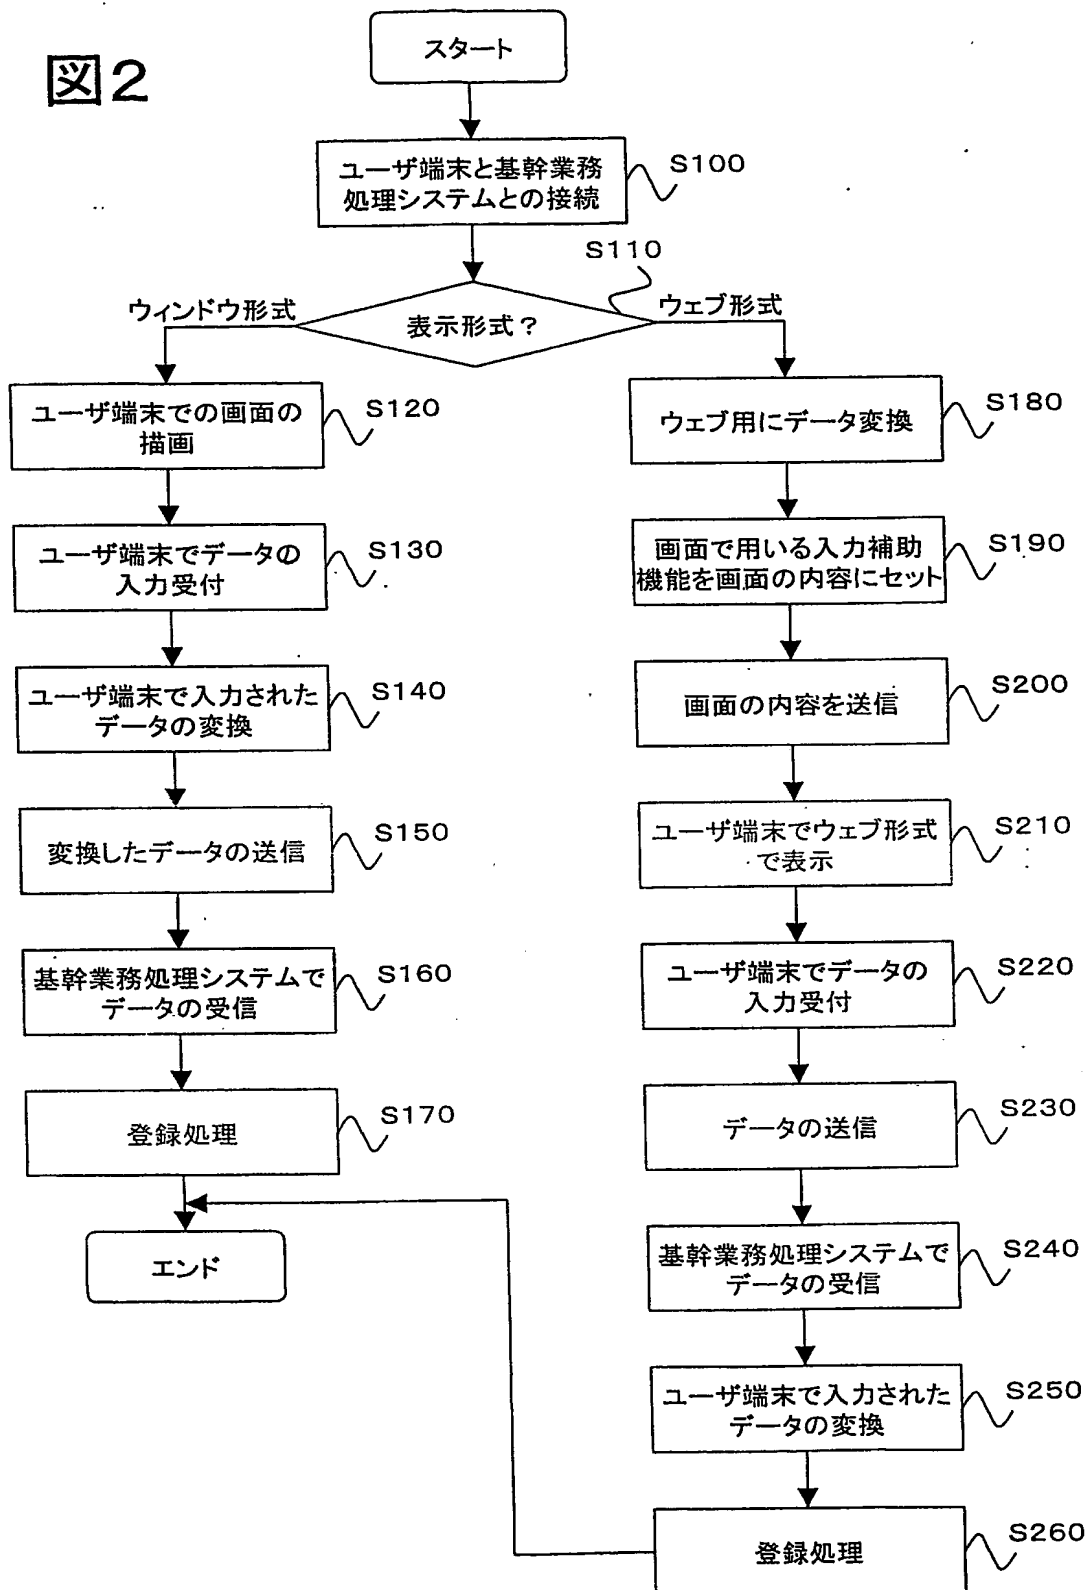 図2
スタート
ユーザ端末と基幹業務
処理システムとの接続
S100
S110
表示形式？
ウィンドウ形式
ウェブ形式
ユーザ端末での画面の
描画
S120
ユーザ端末でデータの
入力受付
S130
ユーザ端末で入力された
データの変換
S140
変換したデータの送信
S150
基幹業務処理システムで
データの受信
S160
登録処理
S170
エンド
ウェブ用にデータ変換
S180
画面で用いる入力補助
機能を画面の内容にセット
S190
画面の内容を送信
S200
ユーザ端末でウェブ形式
で表示
S210
ユーザ端末でデータの
入力受付
S220
データの送信
S230
基幹業務処理システムで
データの受信
S240
ユーザ端末で入力された
データの変換
S250
登録処理
S260